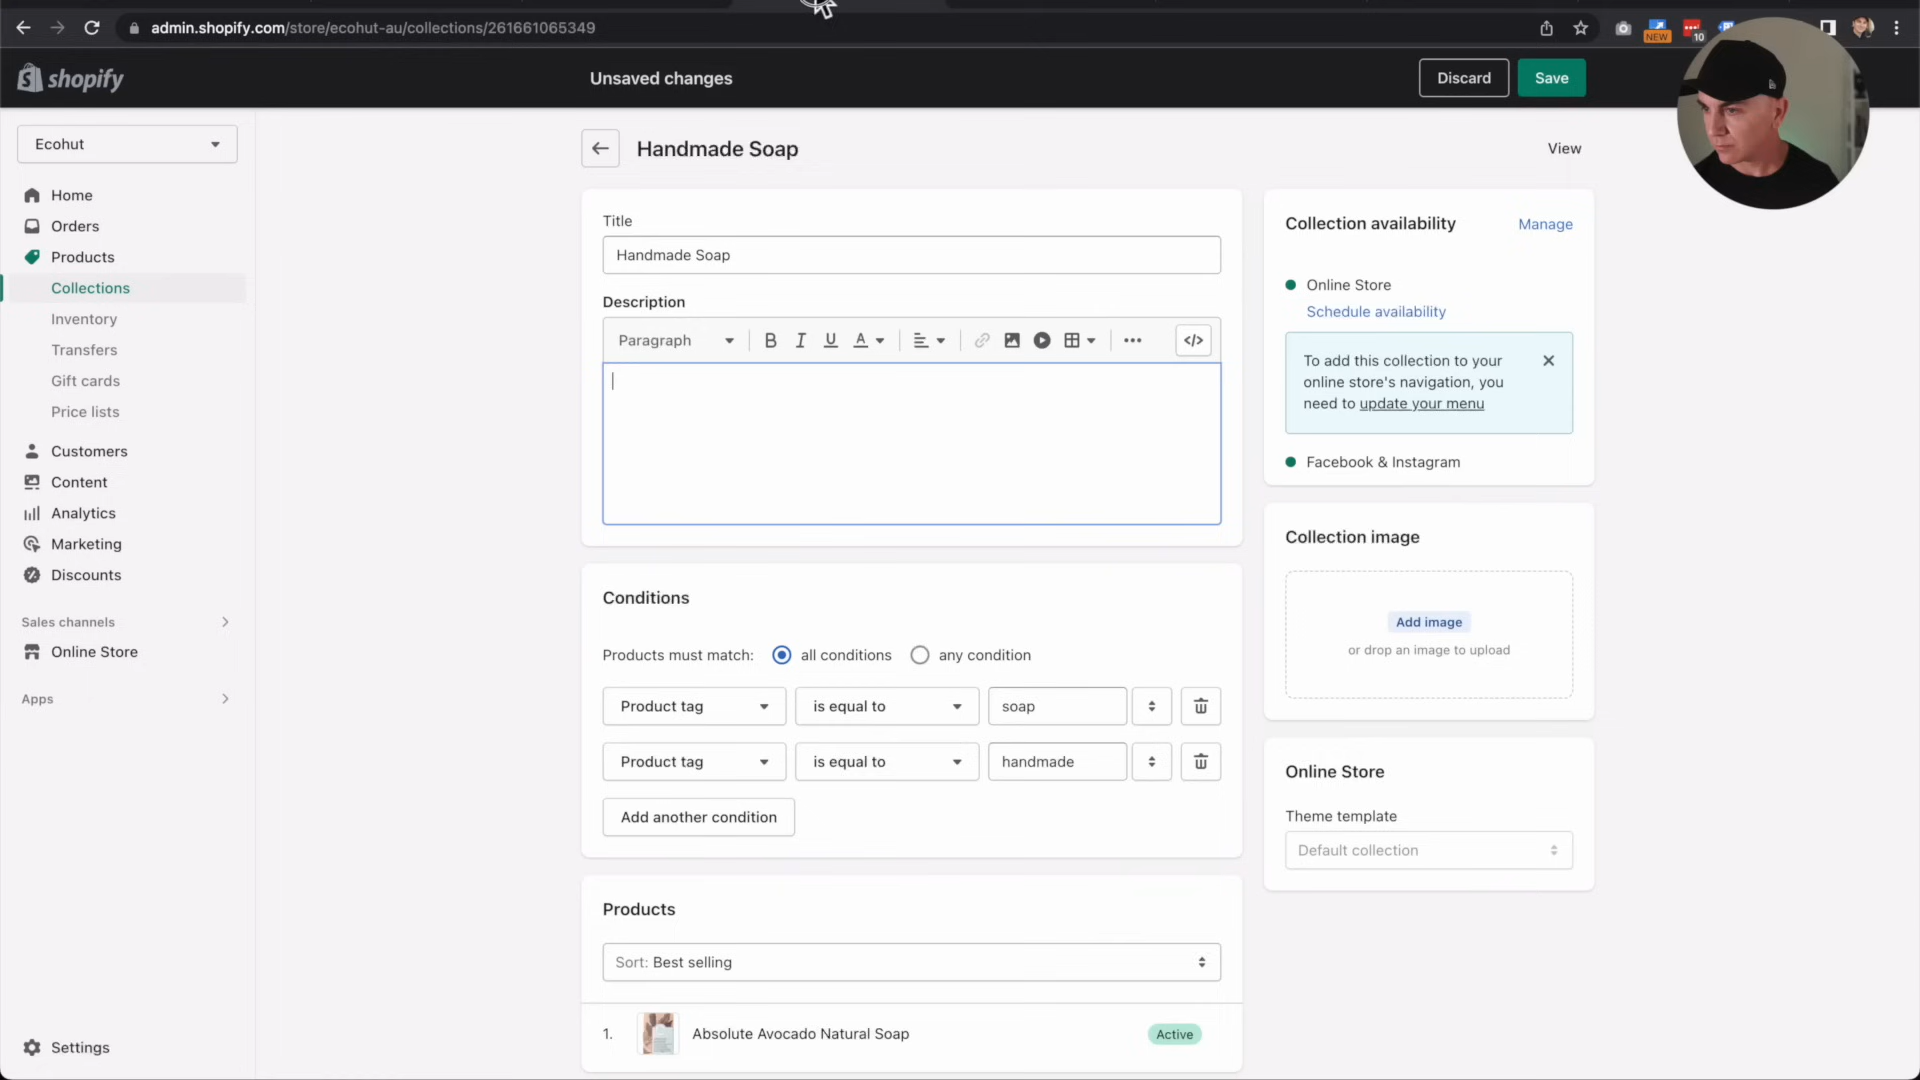 admin.shopify.com/store/ecohut-au/collections/261661065349
NEW
10
shopify
Unsaved changes
Discard
Save
Ecohut
Home
Orders
Products
Collections
Inventory
Transfers
Gift cards
Price lists
Customers
Content
Analytics
Marketing
Discounts
Sales channels
Online Store
Apps
Settings
Handmade Soap
View
Title
Handmade Soap
Description
Paragraph
B I U A
</>
Conditions
Products must match: all conditions any condition
Product tag is equal to soap
Product tag is equal to handmade
Add another condition
Products
Sort: Best selling
1. Absolute Avocado Natural Soap Active
Collection availability Manage
Online Store
Schedule availability
To add this collection to your
online store's navigation, you
need to update your menu
Facebook & Instagram
Collection image
Add image
or drop an image to upload
Online Store
Theme template
Default collection